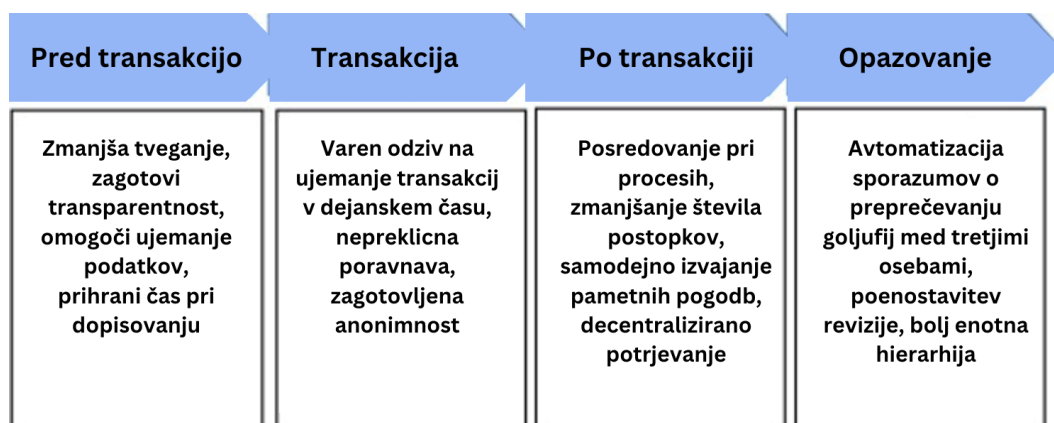 Pred transakcijo
Transakcija
Po transakciji
Opazovanje
Zmanjša tveganje,
zagotovi
transparentnost,
omogoči ujemanje
podatkov,
prihrani čas pri
dopisovanju
Varen odziv na
ujemanje transakcij
v dejanskem času,
nepreklicna
poravnava,
zagotovljena
anonimnost
Posredovanje pri
procesih,
zmanjšanje števila
postopkov,
samodejno izvajanje
pametnih pogodb,
decentralizirano
potrjevanje
Avtomatizacija
sporazumov o
preprečevanju
goljufij med tretjimi
osebami,
poenostavitev
revizije, bolj enotna
hierarhija